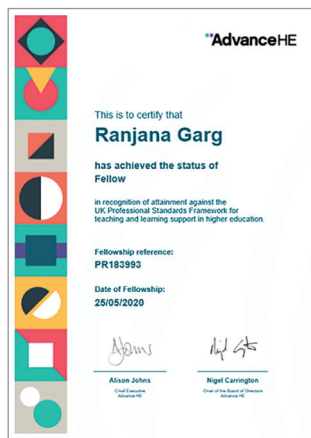 AdvanceHE
This is to certify that
Ranjana Garg
has achieved the status of
Fellow
in recognition of attainment against the
UK Professional Standards Framework for
teaching and learning support in higher education.
Fellowship reference:
PR183993
Date of Fellowship:
25/05/2020
Alison Johns
Nigel Carrington
Chief Executive
Chair of the Board of Directors
Advance HE
Advance HE